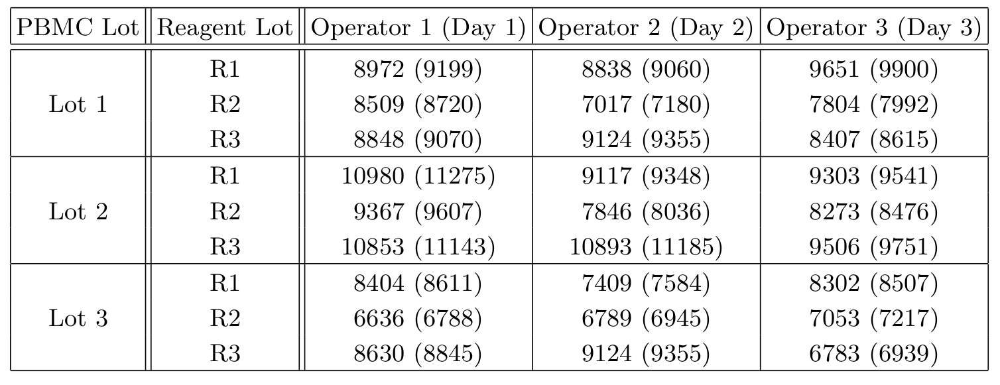 PBMC Lot Reagent Lot Operator 1 (Day 1) Operator 2 (Day 2) Operator 3 (Day 3)
R1 8972 (9199) 8838 (9060) 9651 (9900)
Lot 1 R2 8509 (8720) 7017 (7180) 7804 (7992)
R3 8848 (9070) 9124 (9355) 8407 (8615)
R1 10980 (11275) 9117 (9348) 9303 (9541)
Lot 2 R2 9367 (9607) 7846 (8036) 8273 (8476)
R3 10853 (11143) 10893 (11185) 9506 (9751)
R1 8404 (8611) 7409 (7584) 8302 (8507)
Lot 3 R2 6636 (6788) 6789 (6945) 7053 (7217)
R3 8630 (8845) 9124 (9355) 6783 (6939)